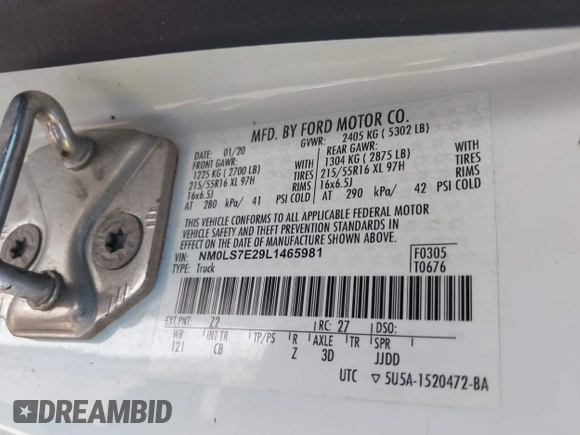 MFD. BY FORD MOTOR CO.
DATE: 01/20 GVWR: 2405 KG ( 5302 LB)
FRONT GAWR: REAR GAWR:
1225 KG ( 2700 LB) WITH 1304 KG ( 2875 LB) WITH
215/55R16 XL 97H TIRES 215/55R16 XL 97H TIRES
16x6.5J RIMS 16x6.5J RIMS
AT 280 kPa/ 41 PSI COLD AT 290 kPa/ 42 PSI COLD
THIS VEHICLE CONFORMS TO ALL APPLICABLE FEDERAL MOTOR
VEHICLE SAFETY AND THEFT PREVENTION STANDARDS IN EFFECT ON THE
DATE OF MANUFACTURE SHOWN ABOVE.
VIN: NM0LS7E29L1465981 F0305
TYPE: Truck T0676
EXT PNT: Z2 RC: 27 DSO:
WB INT TR TP/PS R AXLE TR SPR
121 CB Z 3D JJDD
UTC ▽ 5U5A-1520472-BA
DREAMBID